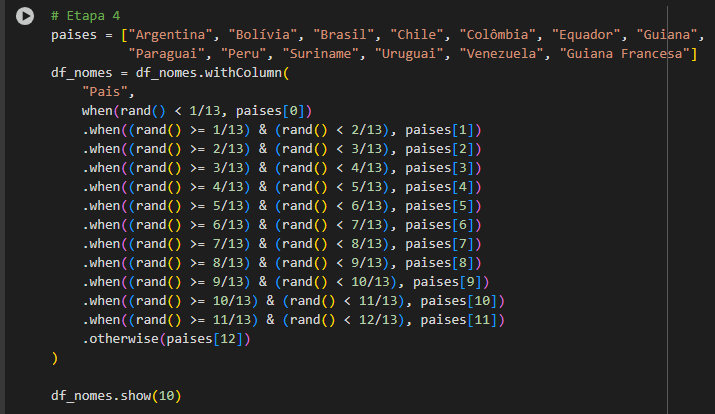 # Etapa 4
paises = ["Argentina", "Bolívia", "Brasil", "Chile", "Colômbia", "Equador", "Guiana",
"Paraguai", "Peru", "Suriname", "Uruguai", "Venezuela", "Guiana Francesa"]
df_nomes = df_nomes.withColumn(
"Pais",
when(rand() < 1/13, paises[0])
.when((rand() >= 1/13) & (rand() < 2/13), paises[1])
.when((rand() >= 2/13) & (rand() < 3/13), paises[2])
.when((rand() >= 3/13) & (rand() < 4/13), paises[3])
.when((rand() >= 4/13) & (rand() < 5/13), paises[4])
.when((rand() >= 5/13) & (rand() < 6/13), paises[5])
.when((rand() >= 6/13) & (rand() < 7/13), paises[6])
.when((rand() >= 7/13) & (rand() < 8/13), paises[7])
.when((rand() >= 8/13) & (rand() < 9/13), paises[8])
.when((rand() >= 9/13) & (rand() < 10/13), paises[9])
.when((rand() >= 10/13) & (rand() < 11/13), paises[10])
.when((rand() >= 11/13) & (rand() < 12/13), paises[11])
.otherwise(paises[12])
)
df_nomes.show(10)